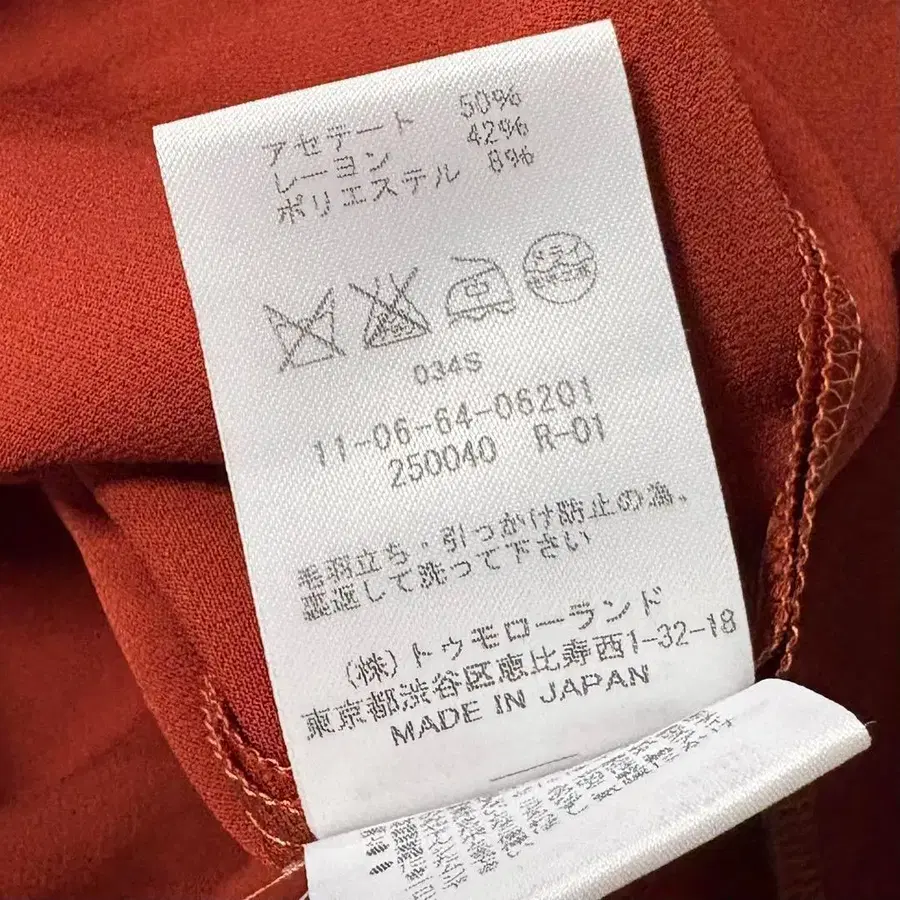 アセテート 50%
レーヨン 42%
ポリエステル 8%
034S
11-06-64-06201
250040 R-01
毛羽立ち・引っかけ防止の為、
裏返して洗って下さい
(株)トゥモローランド
東京都渋谷区恵比寿西1-32-18
MADE IN JAPAN